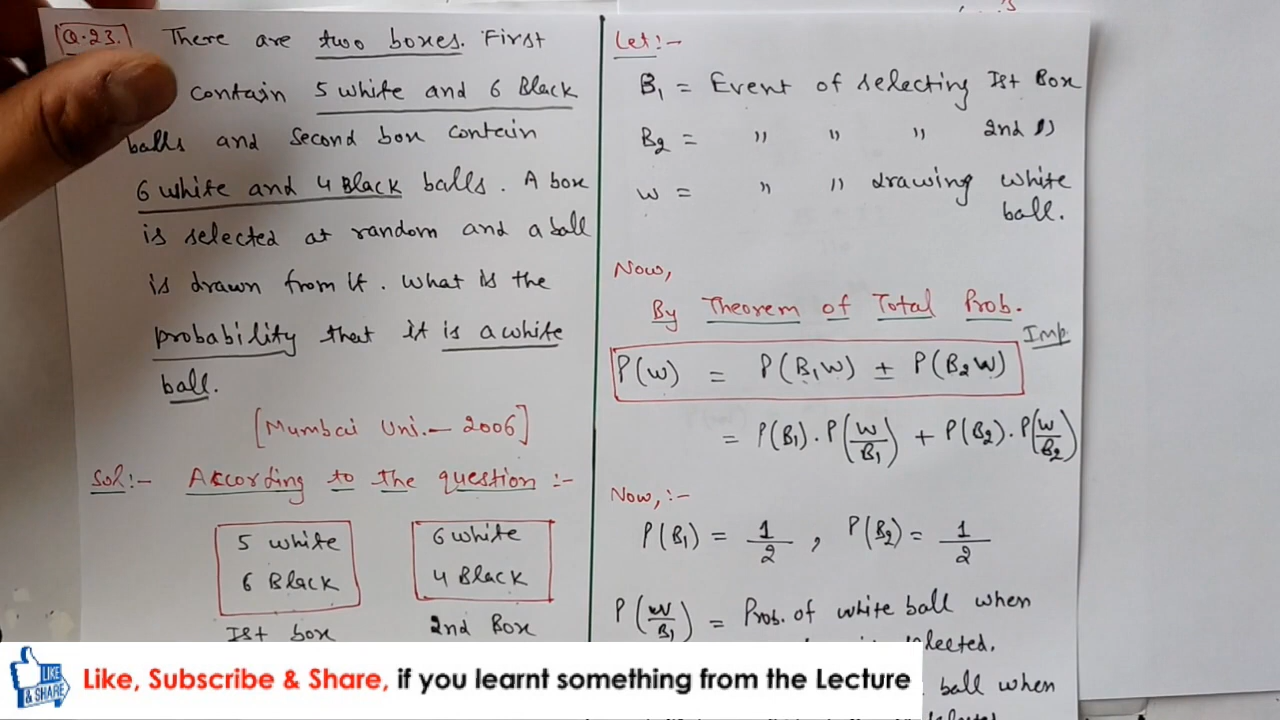 Q.23. There are two boxes. First
contain 5 white and 6 Black
balls and second box contain
6 white and 4 Black balls. A box
is selected at random and a ball
is drawn from it. What is the
probability that it is a white
ball.
[Mumbai Uni.- 2006]
Sol:- According to the question :-
5 white
6 Black
Ist box
6 white
4 Black
2nd Box
Let:-
B₁ = Event of selecting Ist Box
B₂ = " " " 2nd "
W = " " drawing white
ball.
Now,
By Theorem of Total Prob.
Imp.
P(W) = P(B₁W) ± P(B₂W)
= P(B₁).P(W/B₁) + P(B₂).P(W/B₂)
Now,:-
P(B₁) = 1/2 , P(B₂) = 1/2
P(W/B₁) = Prob. of white ball when
ball when
LIKE & SHARE
Like, Subscribe & Share, if you learnt something from the Lecture